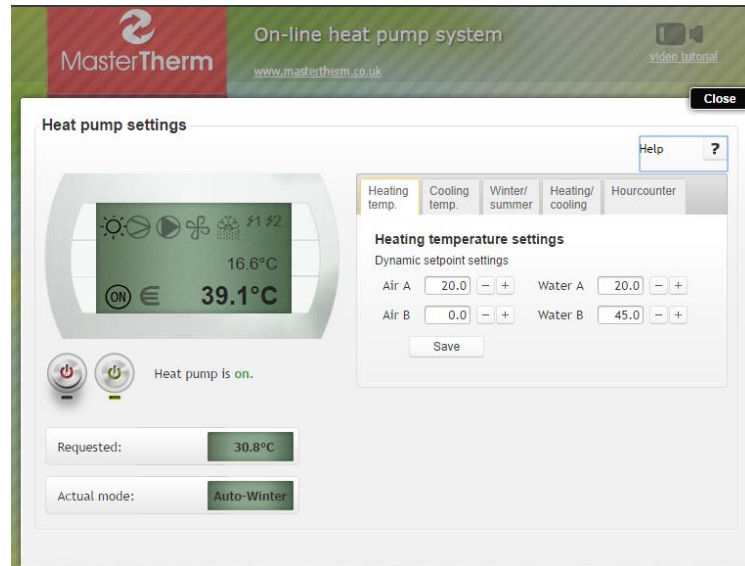 MasterTherm
On-line heat pump system
www.mastertherm.co.uk
video tutorial
Close
Heat pump settings
Help ?
Heating temp.
Cooling temp.
Winter/ summer
Heating/ cooling
Hourcounter
Heating temperature settings
Dynamic setpoint settings
Air A 20.0 − + Water A 20.0 − +
Air B 0.0 − + Water B 45.0 − +
Save
⚡1 ⚡2
16.6°C
ON 39.1°C
Heat pump is on.
Requested: 30.8°C
Actual mode: Auto-Winter